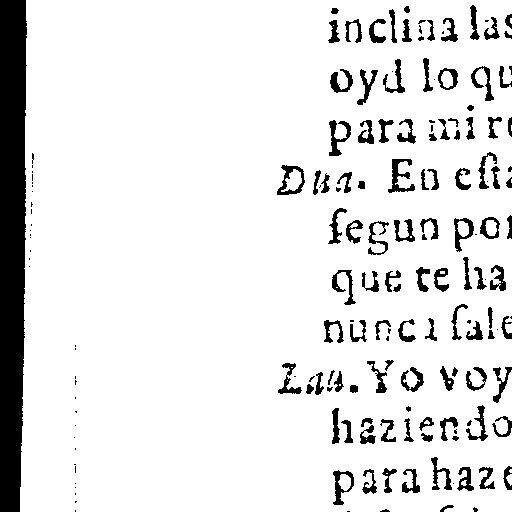 inclina las
oyd lo qu
para mi re
Dua. En esta
segun por
que te ha
nunca sale
Lau. Yo voy
haziendo
para haze